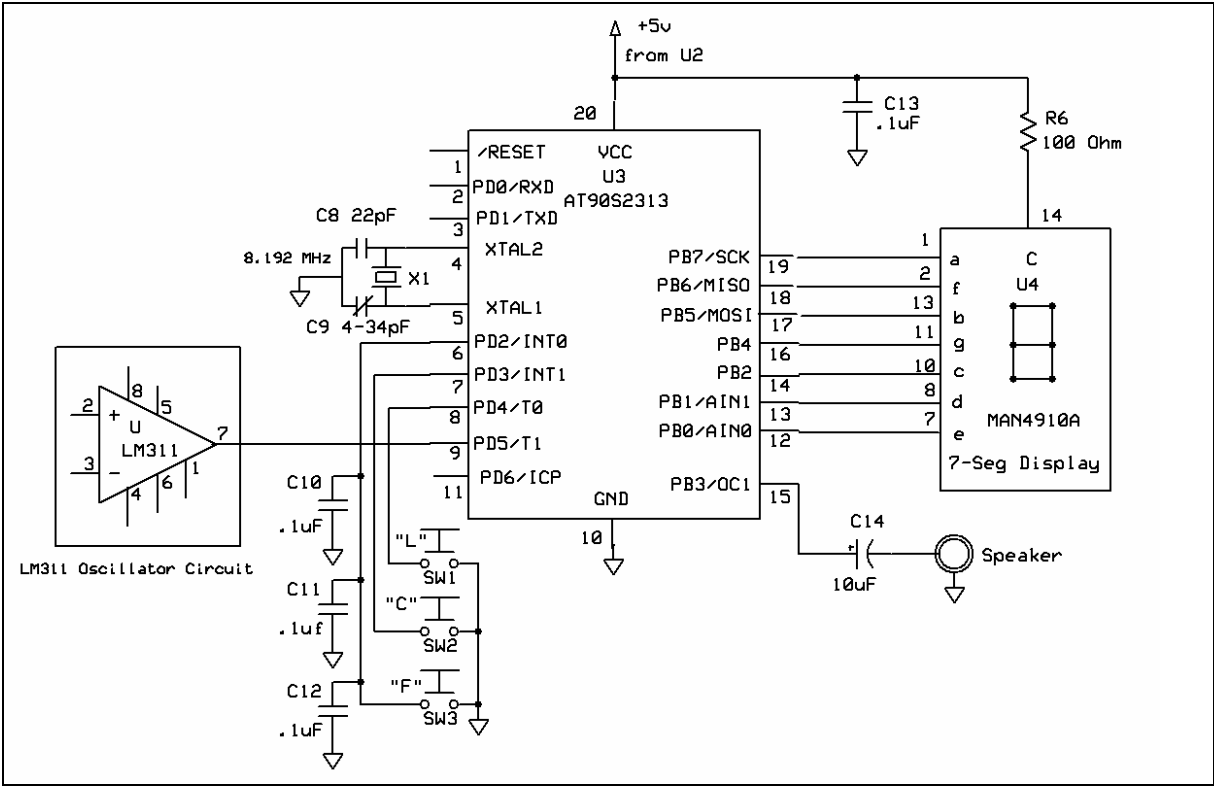 +5v
from U2
20
C13
.1uF
R6
100 Ohm
/RESET
VCC
1
U3
PD0/RXD
2
AT90S2313
14
C8 22pF
PD1/TXD
3
8.192 MHz
XTAL2
4
X1
PB7/SCK
19
1
a
C
PB6/MISO
18
2
f
U4
XTAL1
5
C9 4-34pF
PB5/MOSI
17
13
b
PD2/INT0
6
PB4
16
11
g
PD3/INT1
7
PB2
14
10
c
PD4/T0
8
PB1/AIN1
13
8
d
MAN4910A
PB0/AIN0
12
7
e
7-Seg Display
8
5
2
+
U
LM311
7
PD5/T1
9
3
-
1
6
4
PD6/ICP
11
PB3/OC1
15
GND
10
C10
.1uF
C14
10uF
Speaker
"L"
SW1
LM311 Oscillator Circuit
C11
.1uf
"C"
SW2
C12
.1uF
"F"
SW3